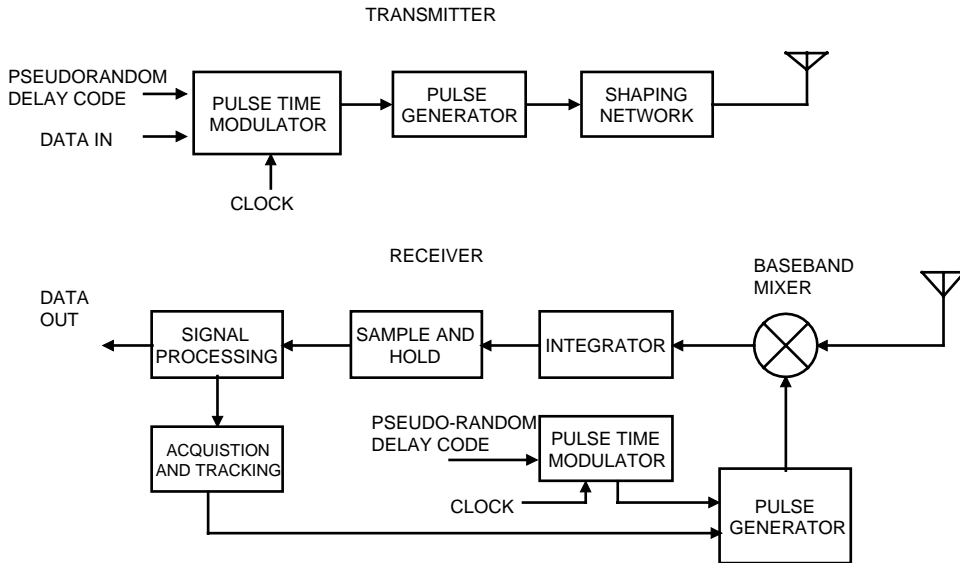 TRANSMITTER
PSEUDORANDOM
DELAY CODE
DATA IN
PULSE TIME
MODULATOR
CLOCK
PULSE
GENERATOR
SHAPING
NETWORK
RECEIVER
BASEBAND
MIXER
DATA
OUT
SIGNAL
PROCESSING
SAMPLE AND
HOLD
INTEGRATOR
ACQUISTION
AND TRACKING
PSEUDO-RANDOM
DELAY CODE
PULSE TIME
MODULATOR
CLOCK
PULSE
GENERATOR